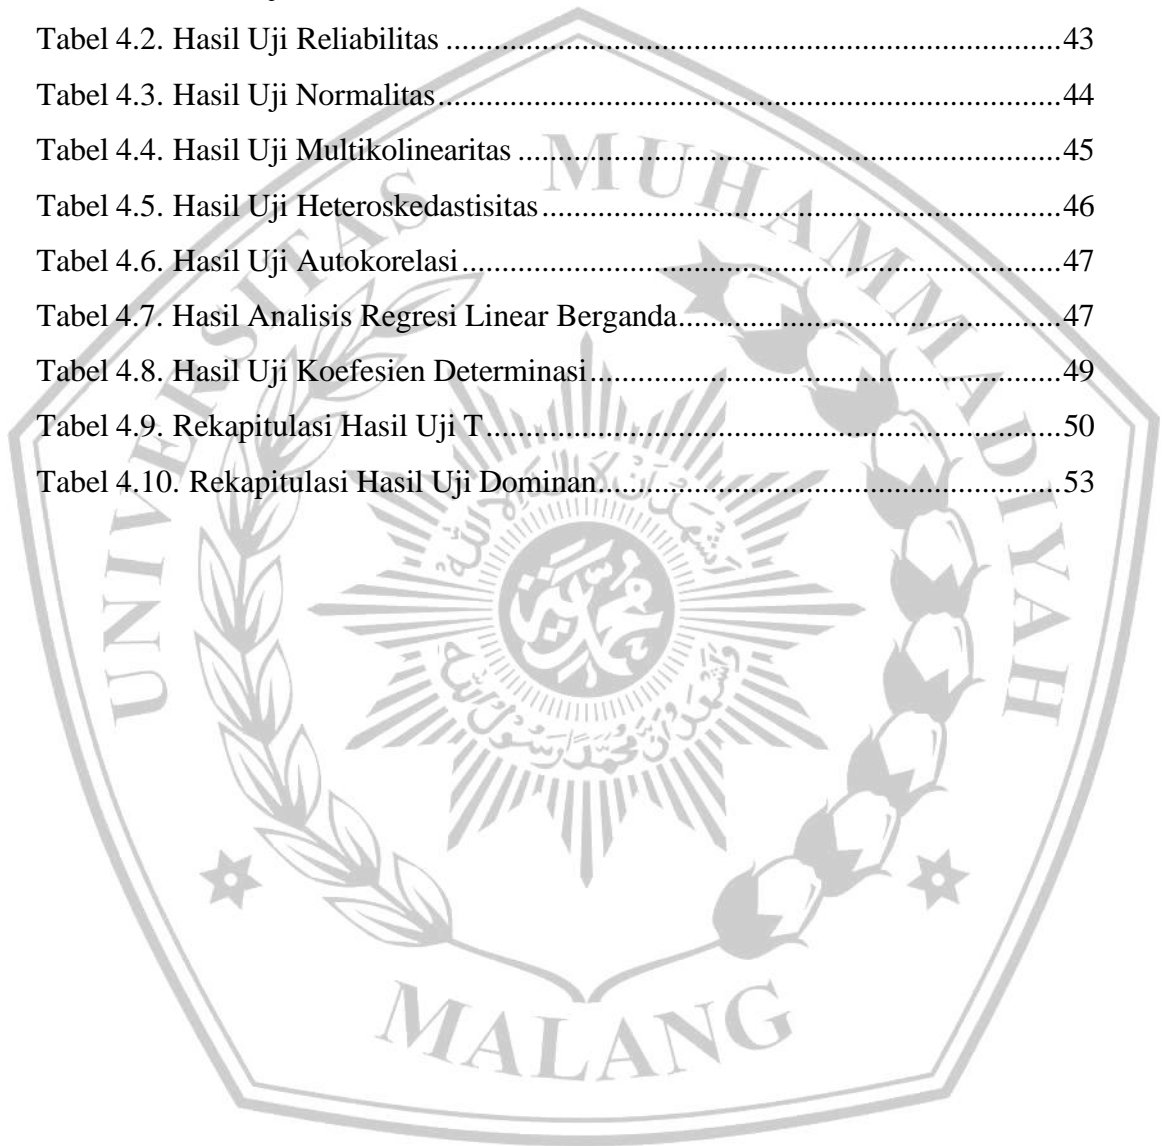 Tabel 4.2. Hasil Uji Reliabilitas ............................................................................43
Tabel 4.3. Hasil Uji Normalitas.............................................................................44
Tabel 4.4. Hasil Uji Multikolinearitas ...................................................................45
Tabel 4.5. Hasil Uji Heteroskedastisitas................................................................46
Tabel 4.6. Hasil Uji Autokorelasi..........................................................................47
Tabel 4.7. Hasil Analisis Regresi Linear Berganda...............................................47
Tabel 4.8. Hasil Uji Koefesien Determinasi..........................................................49
Tabel 4.9. Rekapitulasi Hasil Uji T.......................................................................50
Tabel 4.10. Rekapitulasi Hasil Uji Dominan.........................................................53
UNIVERSITAS MUHAMMADIYAH
MALANG